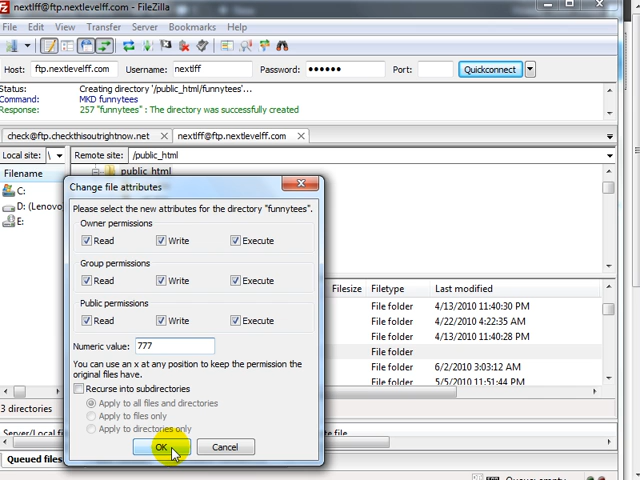 nextlff@ftp.nextlevelff.com - FileZilla
File Edit View Transfer Server Bookmarks
Host: ftp.nextlevelff.com Username: nextlff Password: •••••• Port: Quickconnect
Status: Creating directory '/public_html/funnytees'...
Command: MKD funnytees
Response: 257 "funnytees" : The directory was successfully created
check@ftp.checkthisoutrightnow.net nextlff@ftp.nextlevelff.com
Local site: \ Remote site: /public_html
Filename
public_html
C:
D: (Lenovo
E:
Change file attributes
Please select the new attributes for the directory "funnytees".
Owner permissions
Read Write Execute
Group permissions
Read Write Execute
Public permissions
Read Write Execute
Numeric value: 777
You can use an x at any position to keep the permission the
original files have.
Recurse into subdirectories
Apply to all files and directories
Apply to files only
Apply to directories only
OK Cancel
Filesize Filetype Last modified
File folder 4/13/2010 11:40:30 PM
File folder 4/22/2010 4:22:35 AM
File folder 4/13/2010 11:40:28 PM
File folder
File folder 6/2/2010 3:03:12 AM
File folder 5/5/2010 11:51:44 PM
3 directories
Server/Local fi
te file
Queued files
Queue: empty